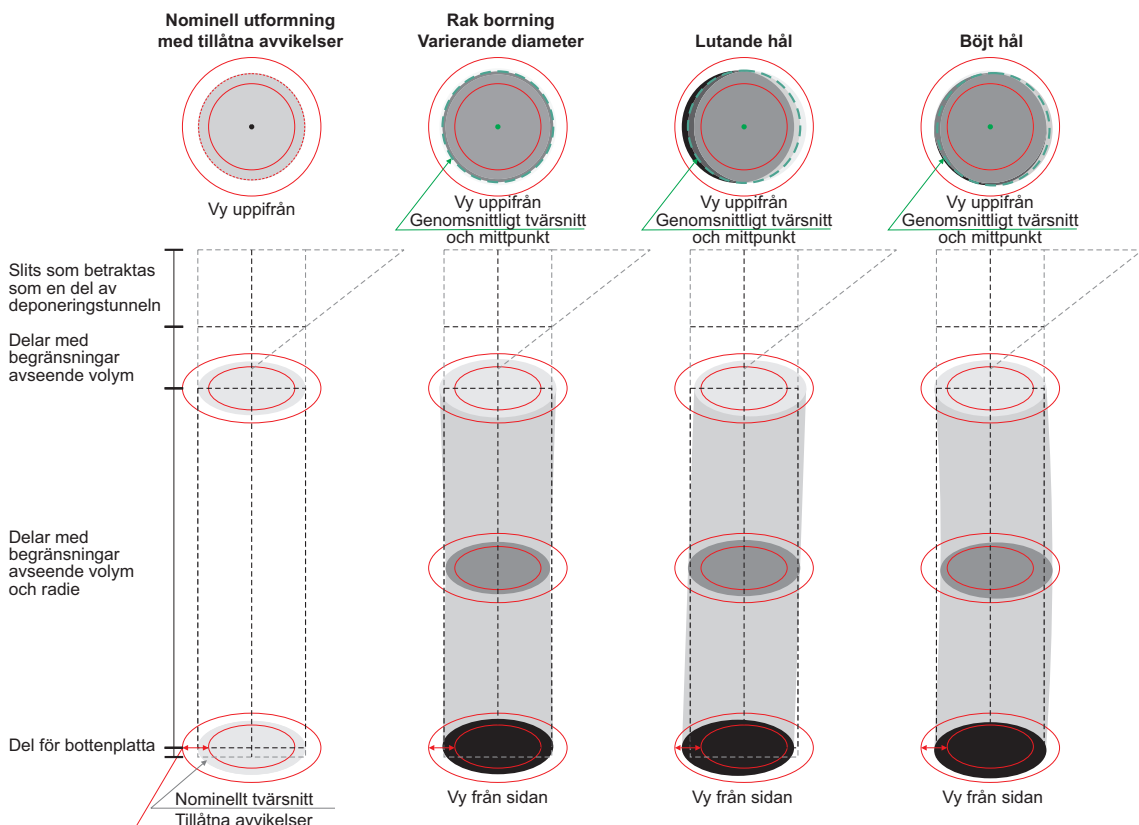 Nominell utformning
med tillåtna avvikelser
Rak borrning
Varierande diameter
Lutande hål
Böjt hål
Vy uppifrån
Vy uppifrån
Genomsnittligt tvärsnitt
och mittpunkt
Vy uppifrån
Genomsnittligt tvärsnitt
och mittpunkt
Vy uppifrån
Genomsnittligt tvärsnitt
och mittpunkt
Slits som betraktas
som en del av
deponeringstunneln
Delar med
begränsningar
avseende volym
Delar med
begränsningar
avseende volym
och radie
Del för bottenplatta
Nominellt tvärsnitt
Tillåtna avvikelser
Vy från sidan
Vy från sidan
Vy från sidan